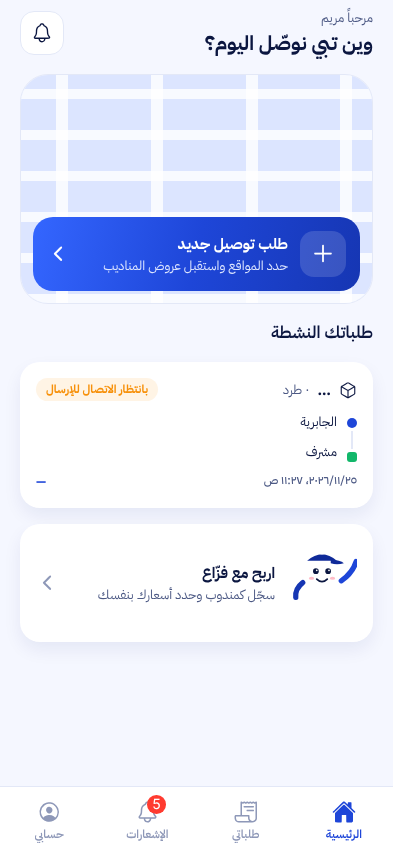 مرحباً مريم
وين تبي نوصّل اليوم؟
طلب توصيل جديد
حدد المواقع واستقبل عروض المناديب
طلباتك النشطة
... · طرد
بانتظار الاتصال للإرسال
الجابرية
مشرف
٢٠٢٦/١١/٢٥، ١١:٢٧ ص
—
اربح مع فزّاع
سجّل كمندوب وحدد أسعارك بنفسك
5
الرئيسية
طلباتي
الإشعارات
حسابي